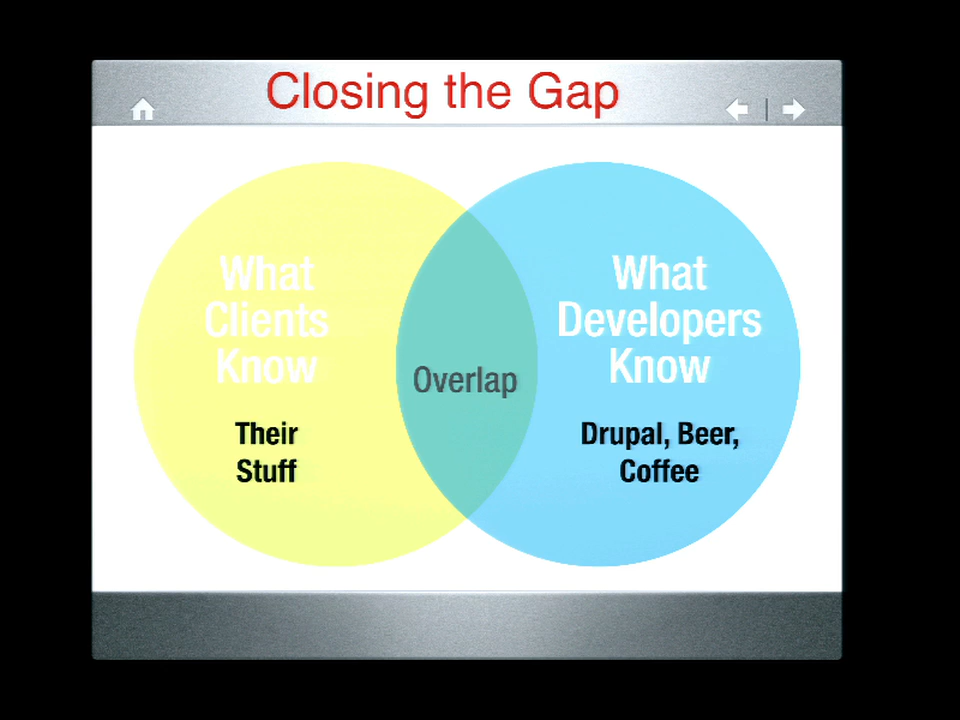 Closing the Gap
What
Clients
Know
Their
Stuff
Overlap
What
Developers
Know
Drupal, Beer,
Coffee